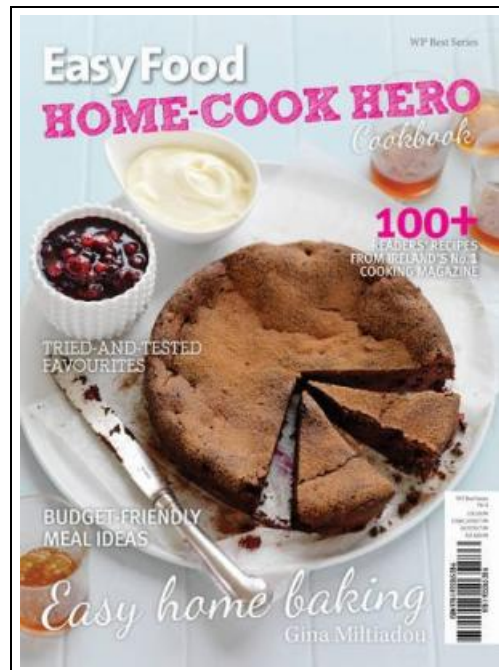 WP Best Series
Easy Food
HOME-COOK HERO
Cookbook
100+
READERS' RECIPES
FROM IRELAND'S No.1
COOKING MAGAZINE
TRIED-AND-TESTED
FAVOURITES
BUDGET-FRIENDLY
MEAL IDEAS
Easy home baking
Gina Miltiadou